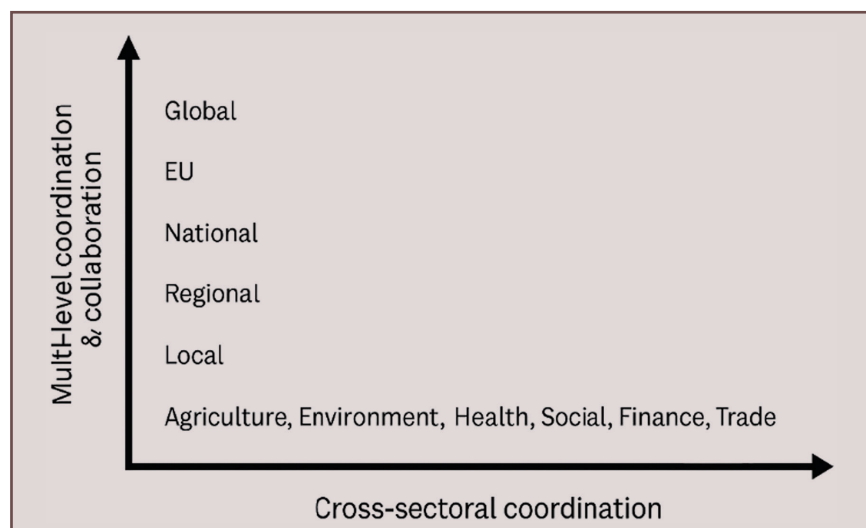 Multi-level coordination
& collaboration
Global
EU
National
Regional
Local
Agriculture, Environment, Health, Social, Finance, Trade
Cross-sectoral coordination